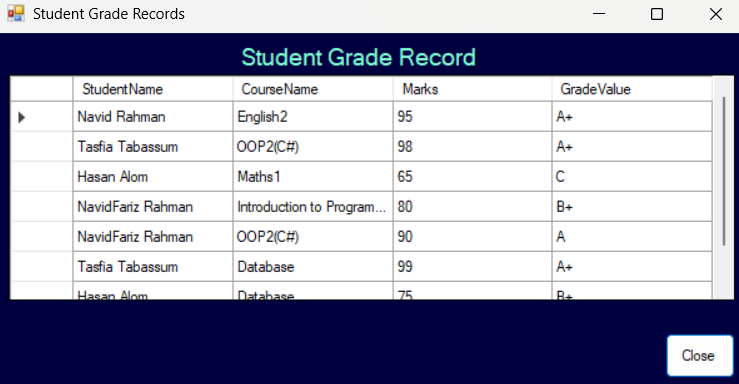 Student Grade Records
Student Grade Record
StudentName CourseName Marks GradeValue
Navid Rahman English2 95 A+
Tasfia Tabassum OOP2(C#) 98 A+
Hasan Alom Maths1 65 C
NavidFariz Rahman Introduction to Program... 80 B+
NavidFariz Rahman OOP2(C#) 90 A
Tasfia Tabassum Database 99 A+
Hasan Alom Database 75 B+
Close